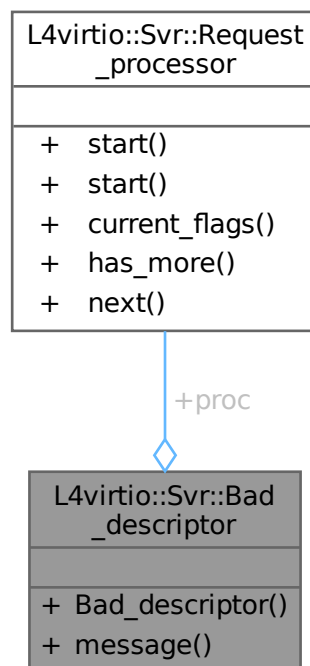 L4virtio::Svr::Request
_processor
+ start()
+ start()
+ current_flags()
+ has_more()
+ next()
+proc
L4virtio::Svr::Bad
_descriptor
+ Bad_descriptor()
+ message()